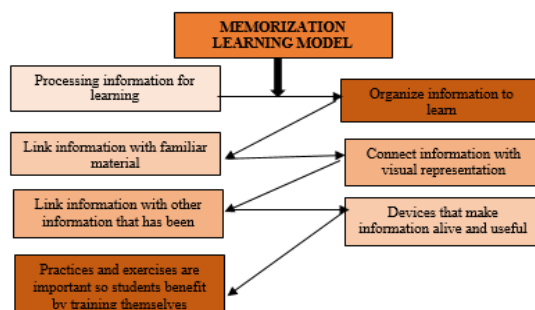 MEMORIZATION
LEARNING MODEL
Processing information for
learning
Organize information to
learn
Link information with familiar
material
Connect information with
visual representation
Link information with other
information that has been
Devices that make
information alive and useful
Practices and exercises are
important so students benefit
by training themselves